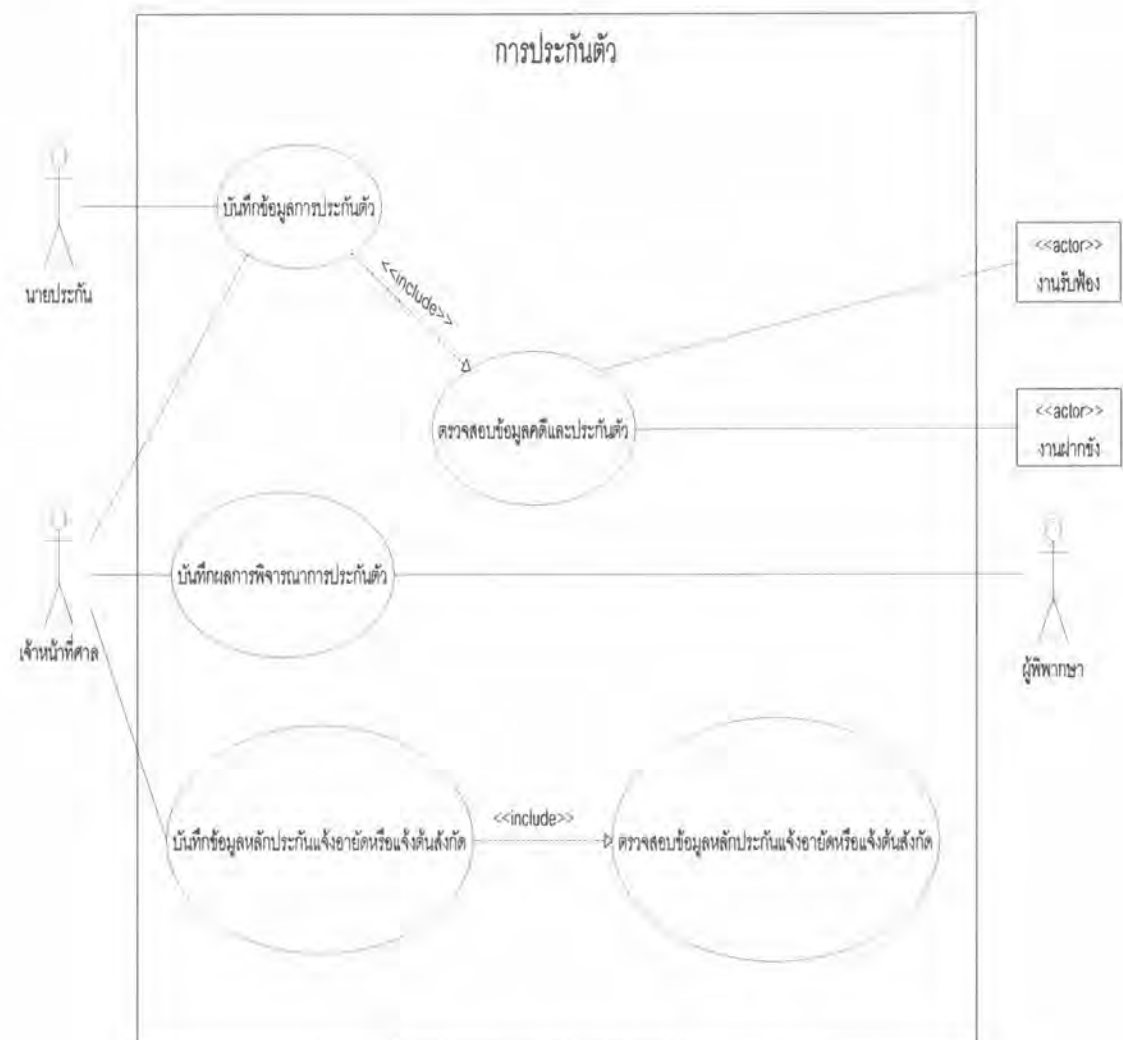 การประกันตัว
บันทึกข้อมูลการประกันตัว
นายประกัน
<<include>>
<<actor>>
งานรับฟ้อง
ตรวจสอบข้อมูลคดีและประกันตัว
<<actor>>
งานฝากขัง
บันทึกผลการพิจารณาการประกันตัว
เจ้าหน้าที่ศาล
ผู้พิพากษา
<<include>>
บันทึกข้อมูลหลักประกันแจ้งอายัดหรือแจ้งต้นสังกัด
ตรวจสอบข้อมูลหลักประกันแจ้งอายัดหรือแจ้งต้นสังกัด